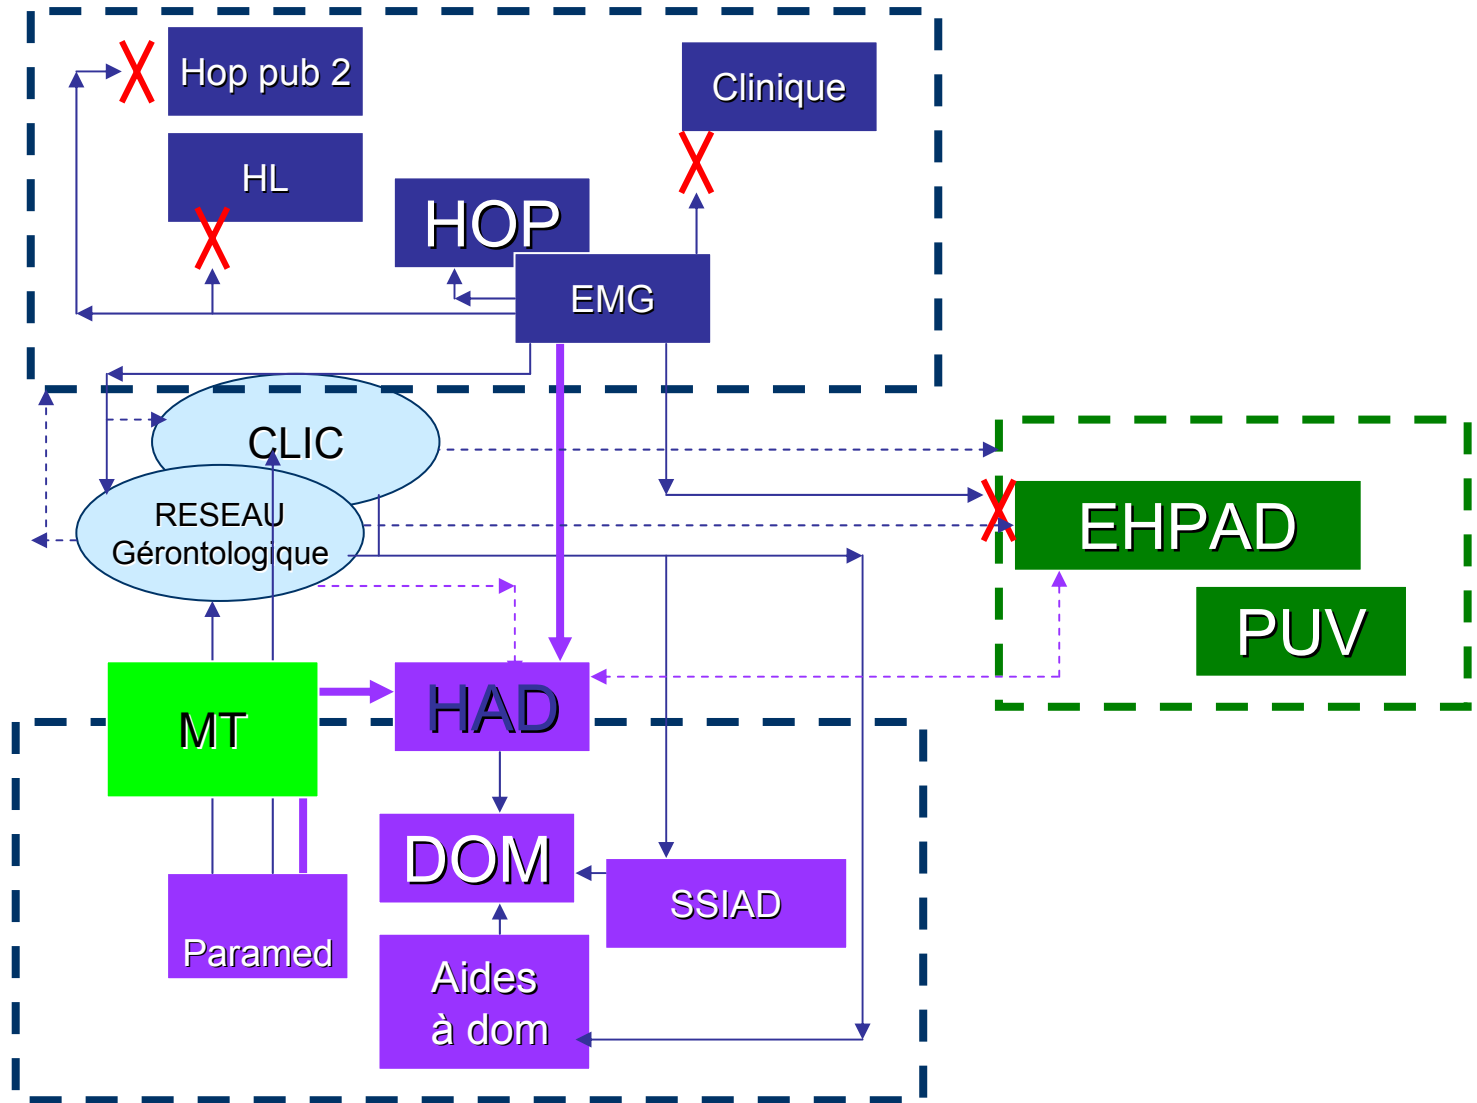 Hop pub 2
Clinique
HL
HOP
EMG
CLIC
RESEAU
Gérontologique
EHPAD
PUV
MT
HAD
DOM
SSIAD
Paramed
Aides
à dom